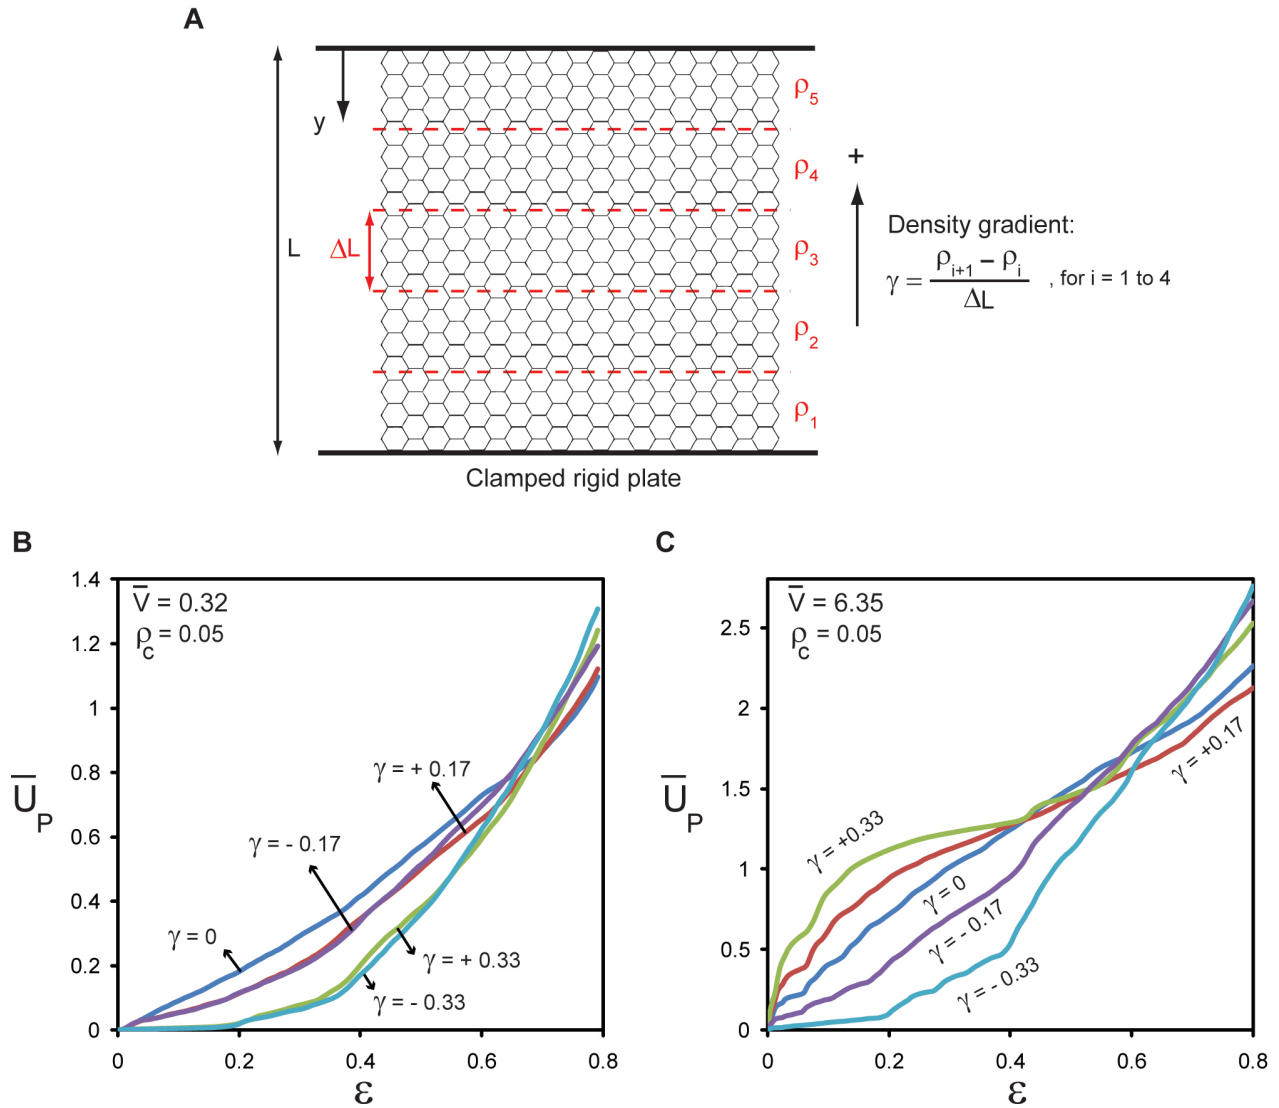 A
y
L
ΔL
ρ5
ρ4
ρ3
ρ2
ρ1
+
Density gradient:
γ = (ρi+1 − ρi) / ΔL , for i = 1 to 4
Clamped rigid plate
B
V̅ = 0.32
ρc = 0.05
1.4
1.2
1
0.8
0.6
0.4
0.2
0
U̅P
γ = + 0.17
γ = - 0.17
γ = 0
γ = + 0.33
γ = - 0.33
0 0.2 0.4 0.6 0.8
ε
C
V̅ = 6.35
ρc = 0.05
2.5
2
1.5
1
0.5
0
U̅P
γ = +0.33
γ = +0.17
γ = 0
γ = - 0.17
γ = - 0.33
0 0.2 0.4 0.6 0.8
ε